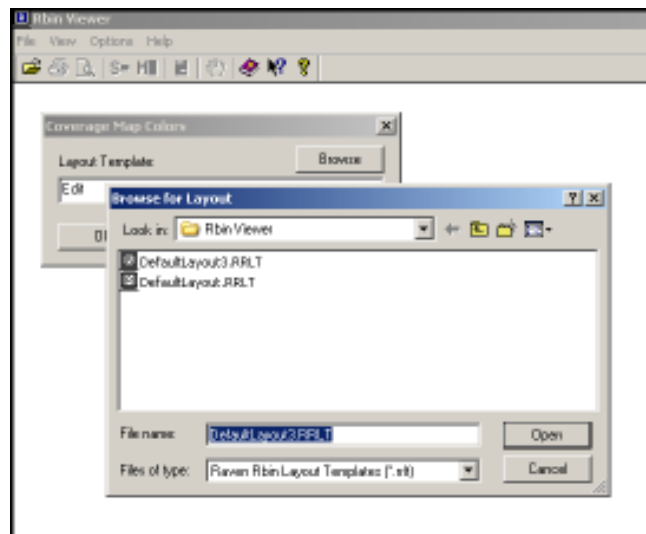 Rbin Viewer
File View Options Help
Coverage Map Colors
Layout Template:
Browse
Edit
Browse for Layout
Look in: Rbin Viewer
DefaultLayout3.RRLT
DefaultLayout.RRLT
File name: DefaultLayout3.RRLT
Open
Files of type: Raven Rbin Layout Templates (*.rrlt)
Cancel